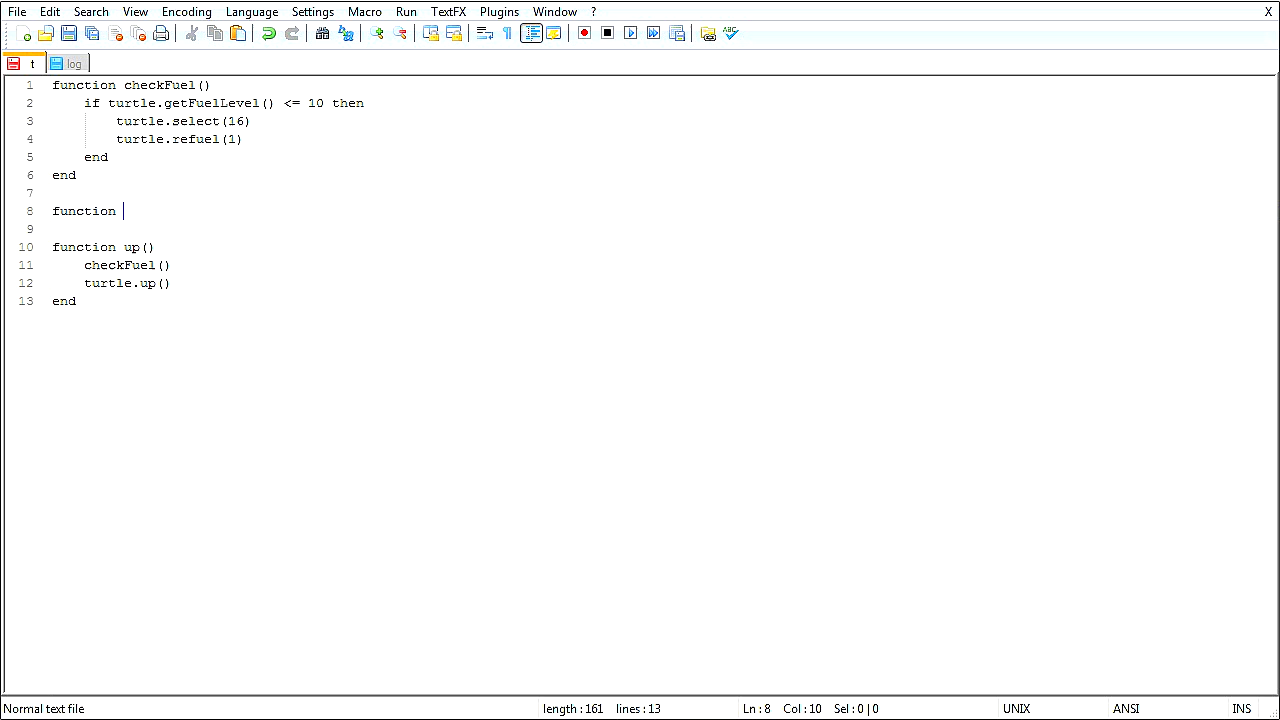 File Edit Search View Encoding Language Settings Macro Run TextFX Plugins Window ? X
t log
1 function checkFuel()
2 if turtle.getFuelLevel() <= 10 then
3 turtle.select(16)
4 turtle.refuel(1)
5 end
6 end
7
8 function
9
10 function up()
11 checkFuel()
12 turtle.up()
13 end
Normal text file length : 161 lines : 13 Ln : 8 Col : 10 Sel : 0 | 0 UNIX ANSI INS